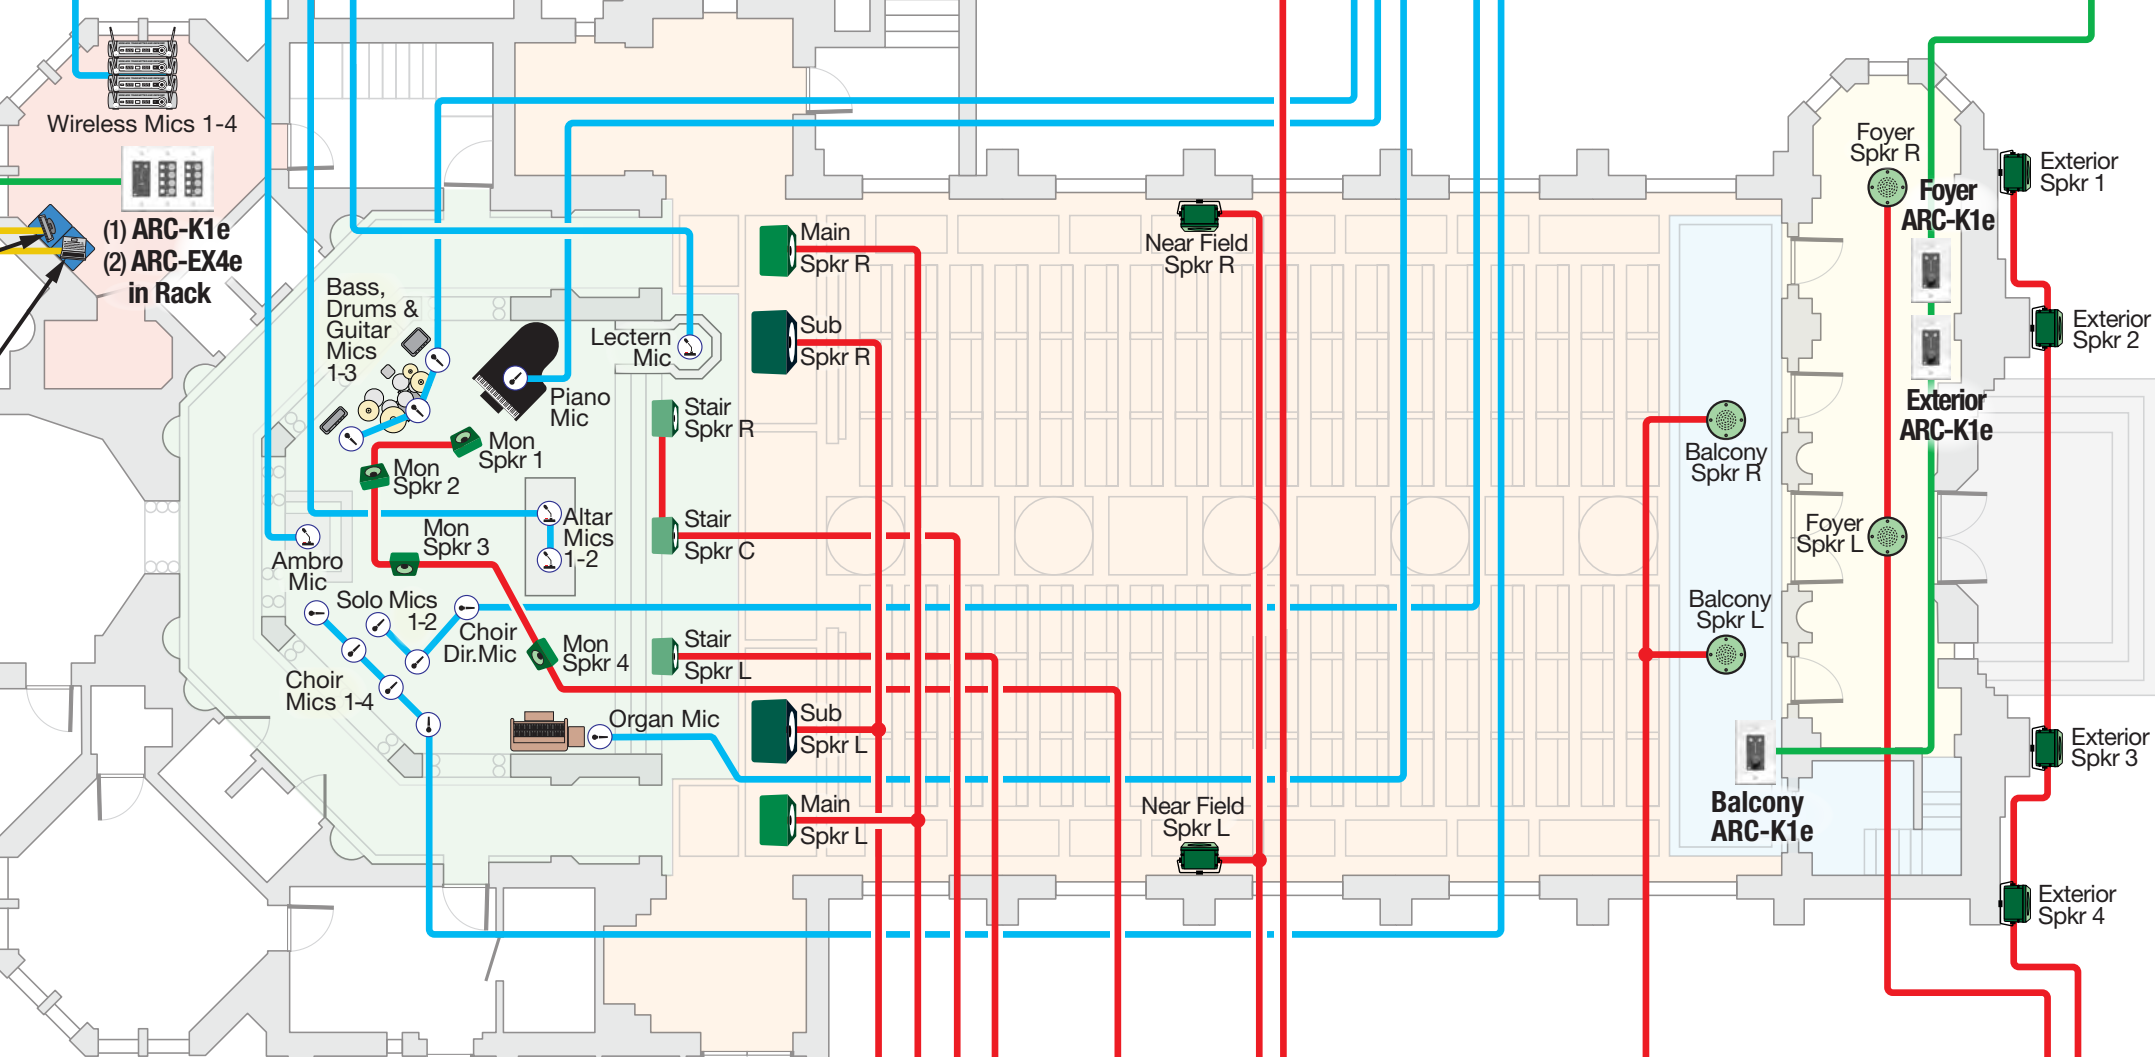 Wireless Mics 1-4
(1) ARC-K1e
(2) ARC-EX4e
in Rack
Bass,
Drums &
Guitar
Mics
1-3
Piano
Mic
Lectern
Mic
Mon
Spkr 1
Mon
Spkr 2
Mon
Spkr 3
Altar
Mics
1-2
Ambro
Mic
Solo Mics
1-2
Choir
Dir.Mic
Mon
Spkr 4
Choir
Mics 1-4
Organ Mic
Main
Spkr R
Sub
Spkr R
Stair
Spkr R
Stair
Spkr C
Stair
Spkr L
Sub
Spkr L
Main
Spkr L
Near Field
Spkr R
Near Field
Spkr L
Balcony
Spkr R
Balcony
Spkr L
Balcony
ARC-K1e
Foyer
Spkr R
Foyer
ARC-K1e
Exterior
ARC-K1e
Foyer
Spkr L
Exterior
Spkr 1
Exterior
Spkr 2
Exterior
Spkr 3
Exterior
Spkr 4